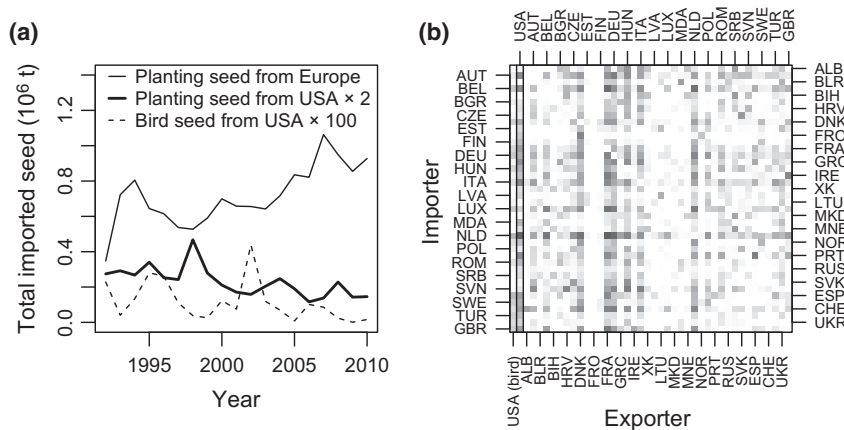 (a)
Planting seed from Europe
Planting seed from USA × 2
Bird seed from USA × 100
Total imported seed (10⁶ t)
0.0
0.4
0.8
1.2
1995
2000
2005
2010
Year
(b)
USA
AUT
BEL
BGR
CZE
EST
FIN
DEU
HUN
ITA
LVA
LUX
MDA
NLD
POL
ROM
SRB
SVN
SWE
TUR
GBR
Importer
AUT
BEL
BGR
CZE
EST
FIN
DEU
HUN
ITA
LVA
LUX
MDA
NLD
POL
ROM
SRB
SVN
SWE
TUR
GBR
ALB
BLR
BIH
HRV
DNK
FRO
FRA
GRC
IRE
XK
LTU
MKD
MNE
NOR
PRT
RUS
SVK
ESP
CHE
UKR
USA (bird)
ALB
BLR
BIH
HRV
DNK
FRO
FRA
GRC
IRE
XK
LTU
MKD
MNE
NOR
PRT
RUS
SVK
ESP
CHE
UKR
Exporter